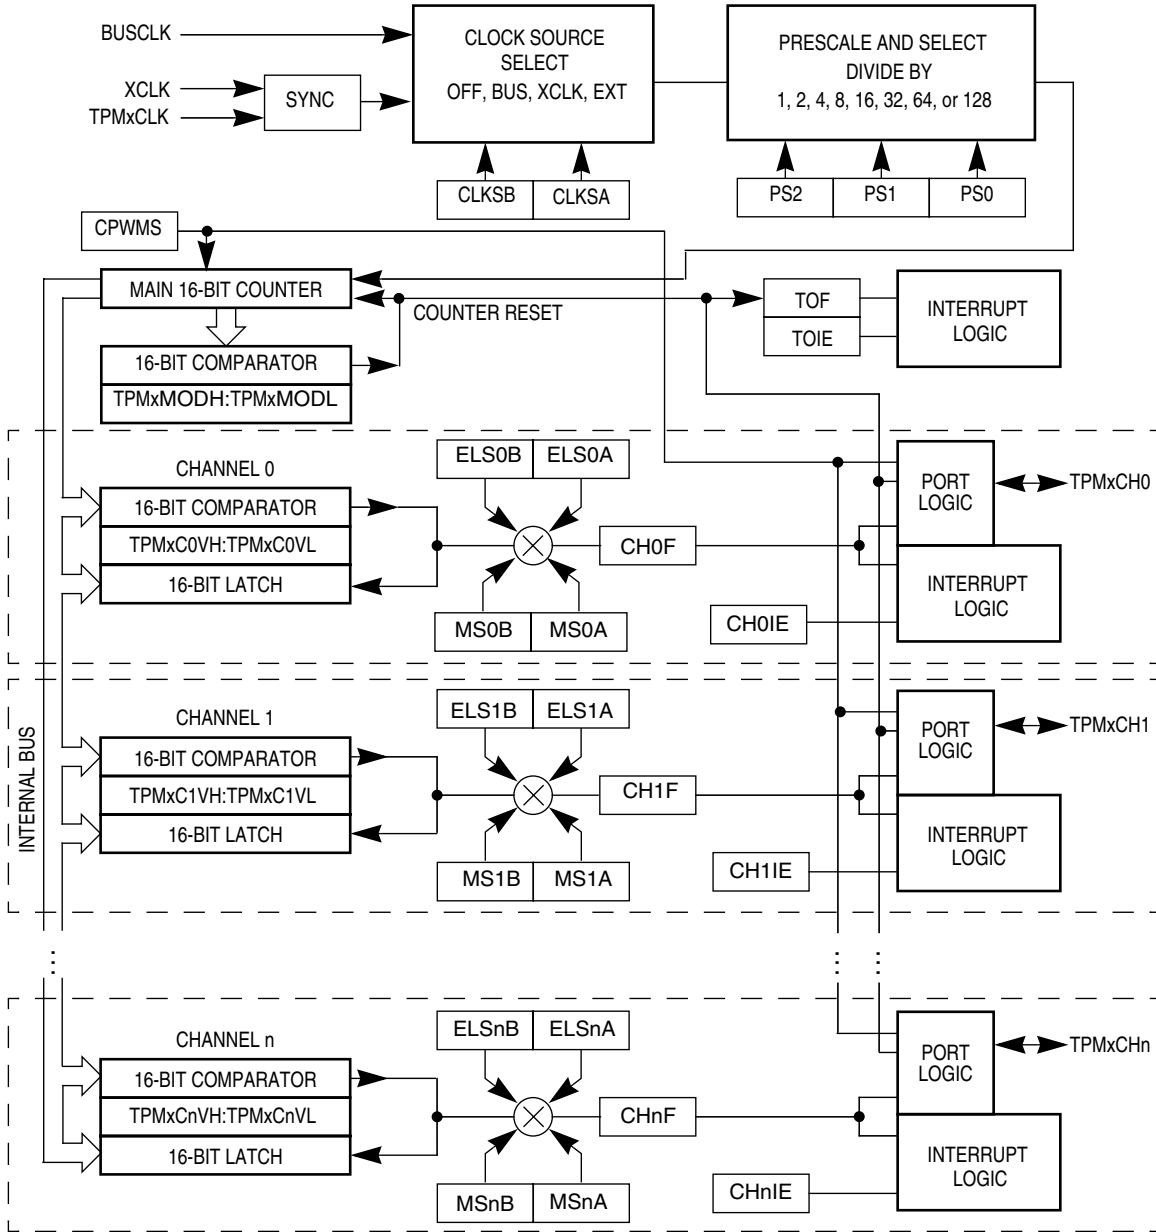 BUSCLK
XCLK
TPMxCLK
SYNC
CLOCK SOURCE
SELECT
OFF, BUS, XCLK, EXT
PRESCALE AND SELECT
DIVIDE BY
1, 2, 4, 8, 16, 32, 64, or 128
CLKSB
CLKSA
PS2
PS1
PS0
CPWMS
MAIN 16-BIT COUNTER
COUNTER RESET
16-BIT COMPARATOR
TPMxMODH:TPMxMODL
TOF
TOIE
INTERRUPT
LOGIC
INTERNAL BUS
CHANNEL 0
16-BIT COMPARATOR
TPMxC0VH:TPMxC0VL
16-BIT LATCH
ELS0B
ELS0A
MS0B
MS0A
CH0F
CH0IE
PORT
LOGIC
INTERRUPT
LOGIC
TPMxCH0
CHANNEL 1
16-BIT COMPARATOR
TPMxC1VH:TPMxC1VL
16-BIT LATCH
ELS1B
ELS1A
MS1B
MS1A
CH1F
CH1IE
PORT
LOGIC
INTERRUPT
LOGIC
TPMxCH1
CHANNEL n
16-BIT COMPARATOR
TPMxCnVH:TPMxCnVL
16-BIT LATCH
ELSnB
ELSnA
MSnB
MSnA
CHnF
CHnIE
PORT
LOGIC
INTERRUPT
LOGIC
TPMxCHn